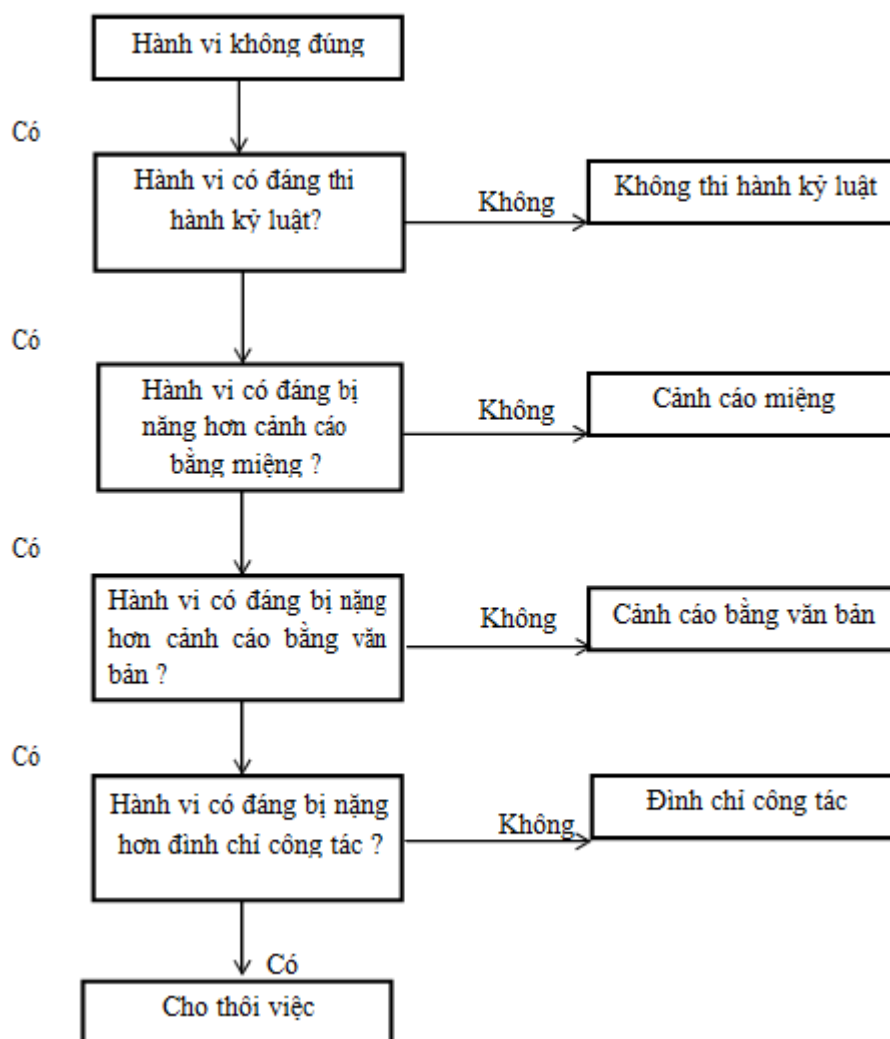 Hành vi không đúng
Có
Hành vi có đáng thi
hành kỷ luật?
Không
Không thi hành kỷ luật
Có
Hành vi có đáng bị
năng hơn cảnh cáo
bằng miệng ?
Không
Cảnh cáo miệng
Có
Hành vi có đáng bị nặng
hơn cảnh cáo bằng văn
bản ?
Không
Cảnh cáo bằng văn bản
Có
Hành vi có đáng bị nặng
hơn đình chỉ công tác ?
Không
Đình chỉ công tác
Có
Cho thôi việc